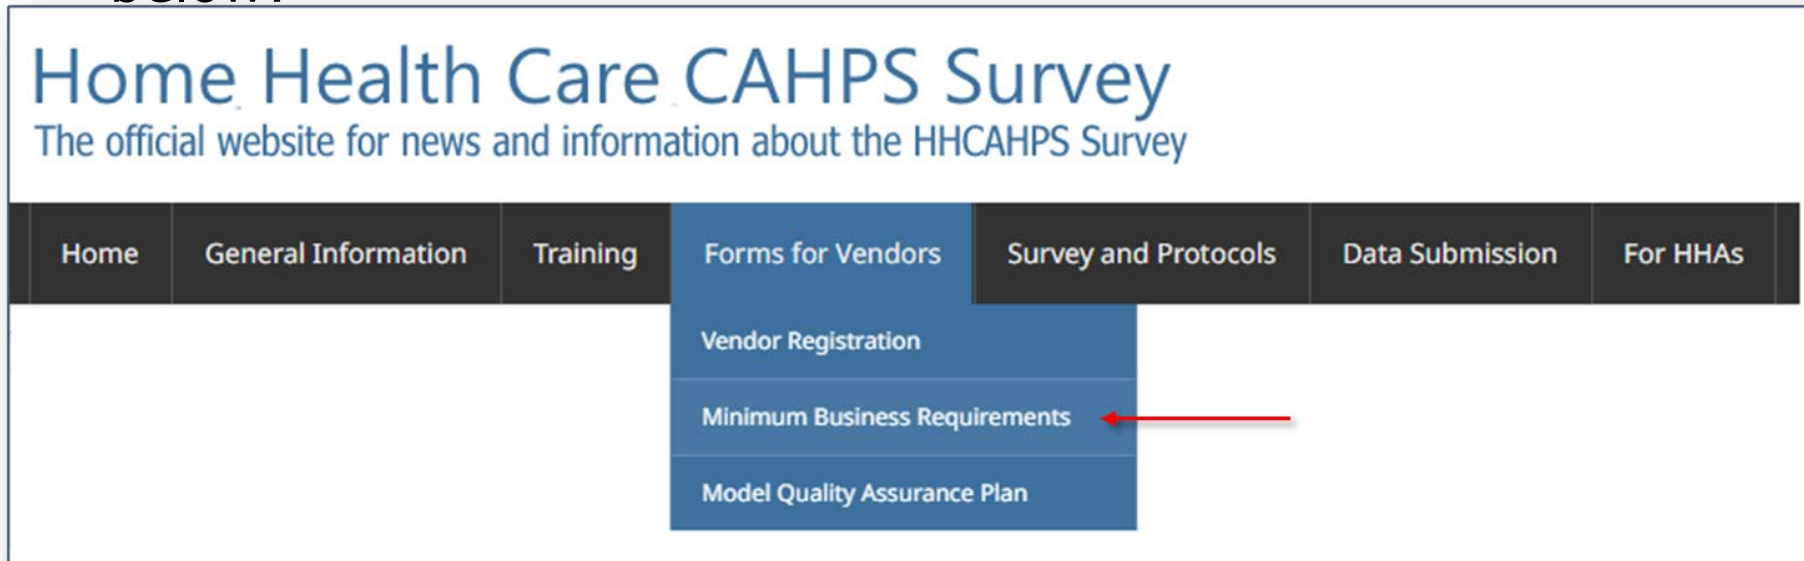 below.
Home Health Care CAHPS Survey
The official website for news and information about the HHCAHPS Survey
Home General Information Training Forms for Vendors Survey and Protocols Data Submission For HHAs
Vendor Registration
Minimum Business Requirements
Model Quality Assurance Plan